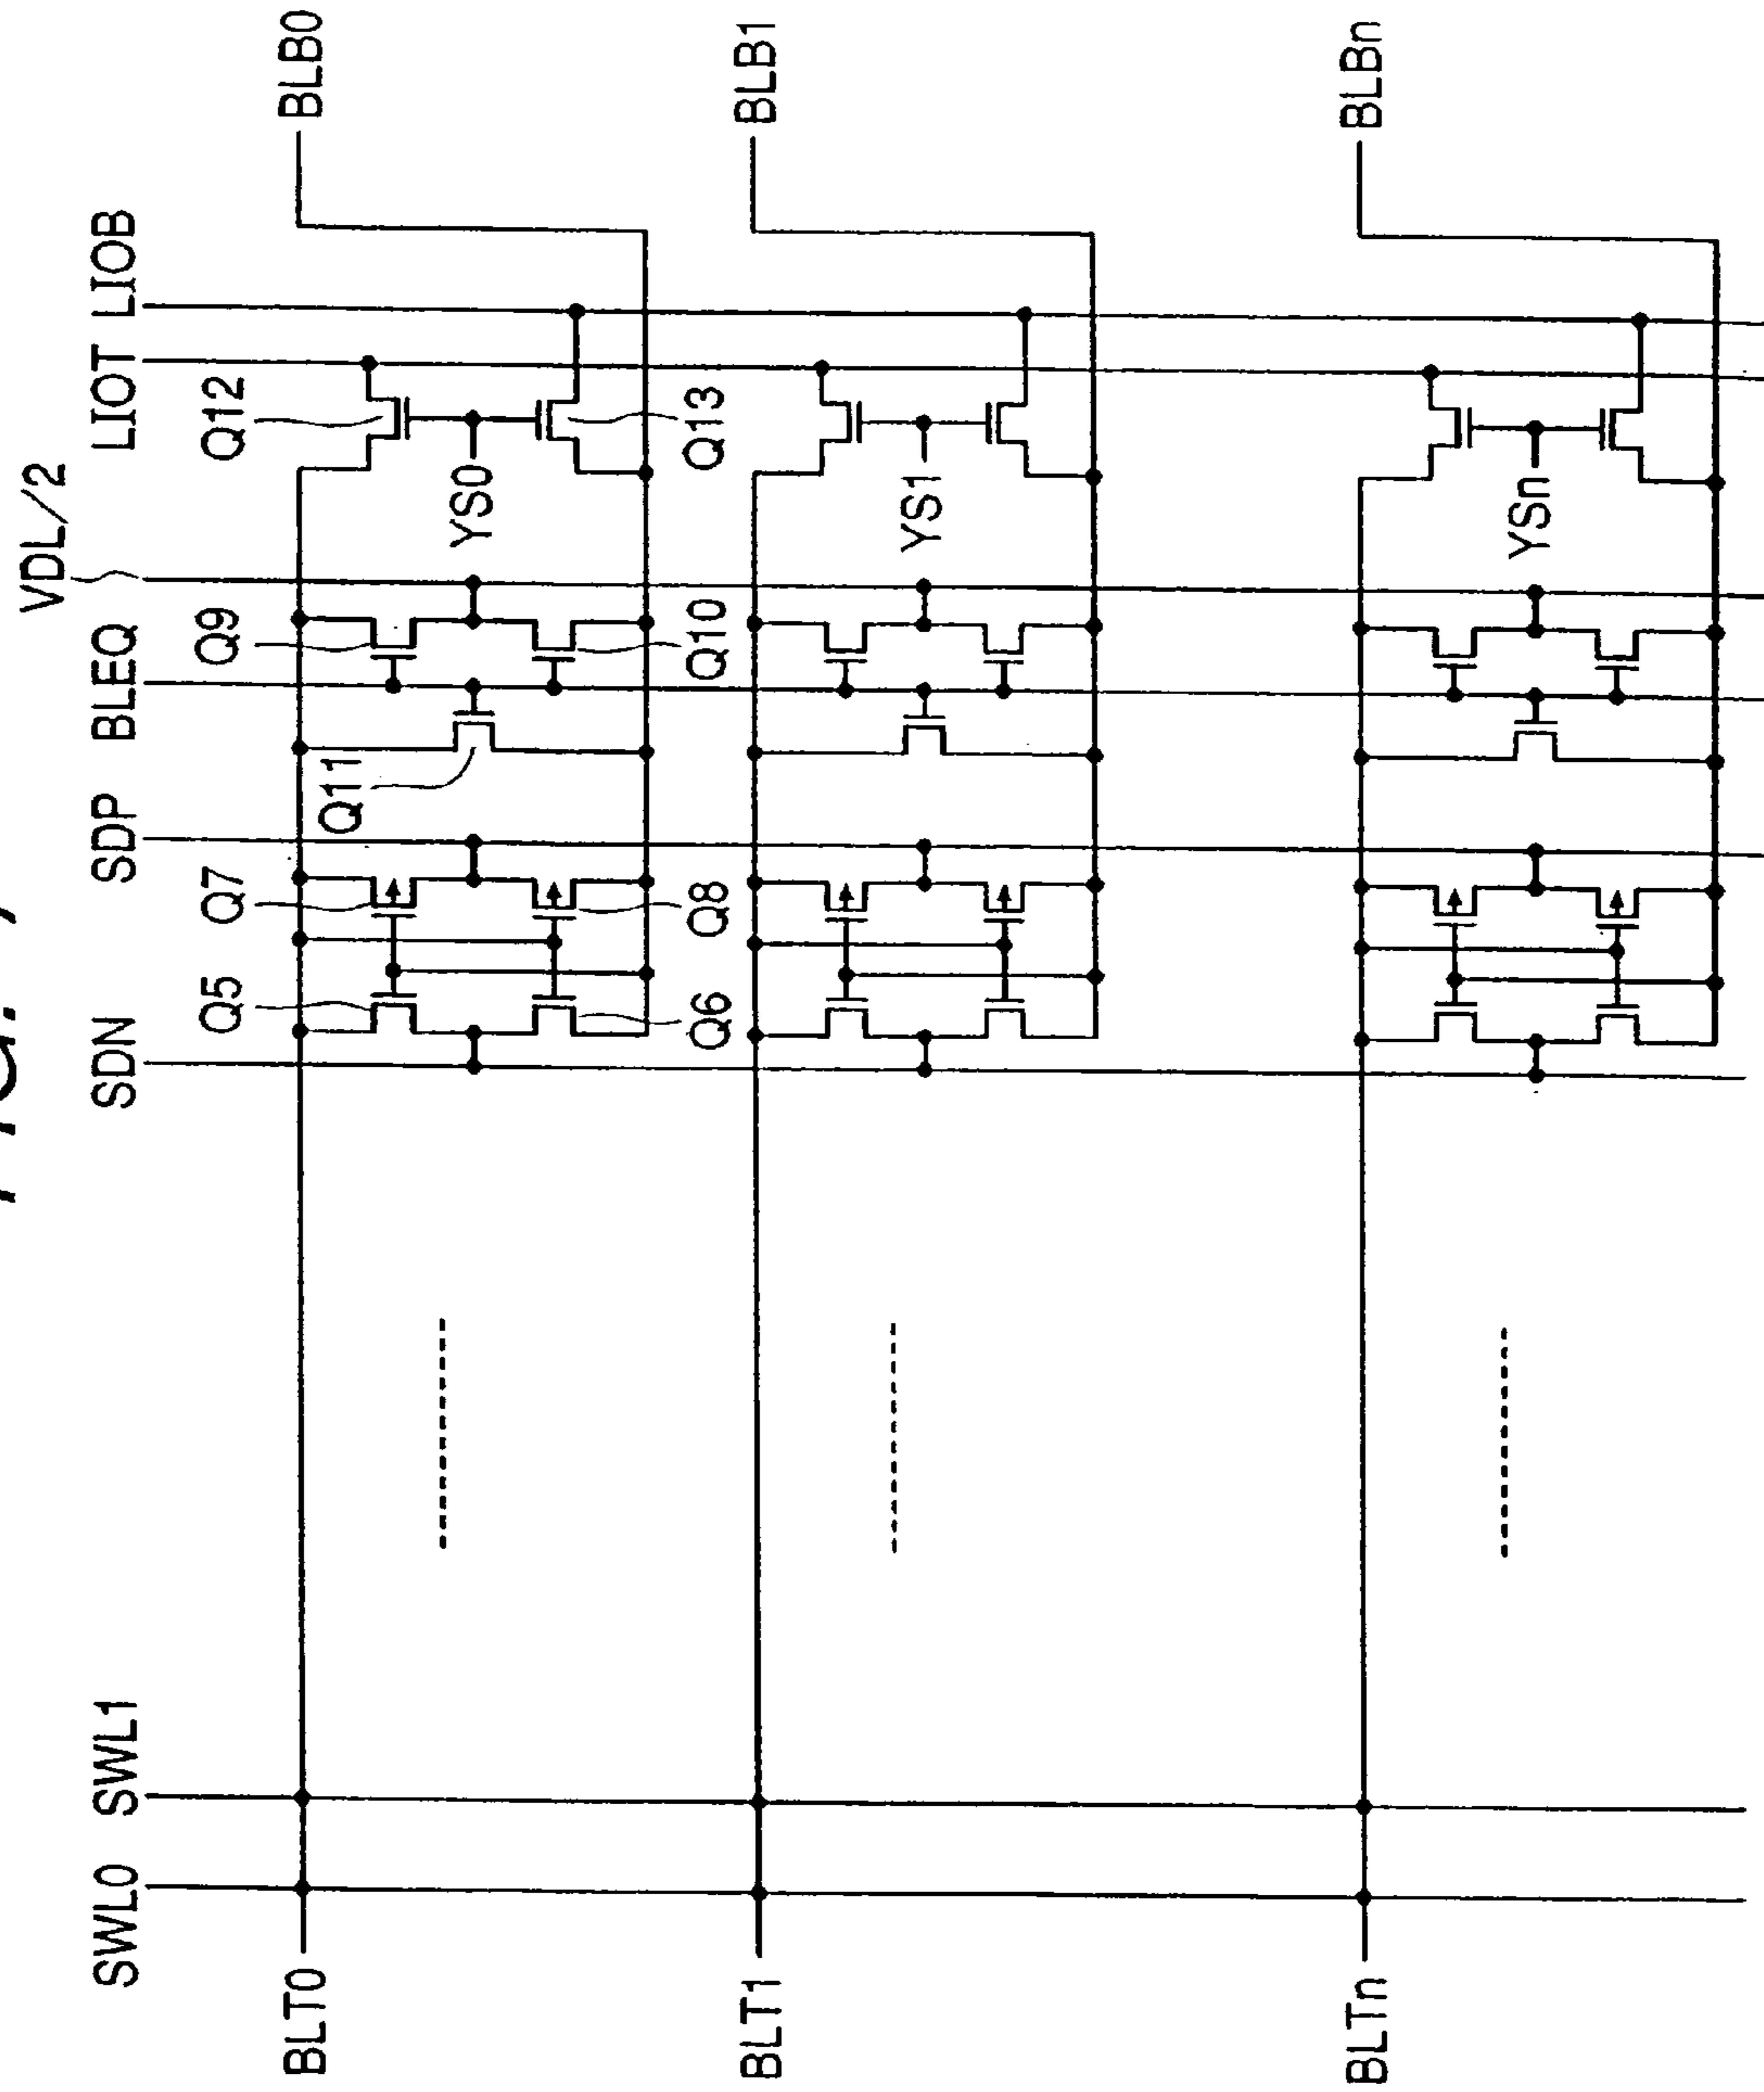 SWL0 SWL1 SDN SDP BLEQ VDL/2 LIOT LIOB
BLT0
Q5 Q7 Q11 Q9 Q12
YS0
BLB0
Q6 Q8 Q10 Q13
BLT1
YS1
BLB1
BLTn
YSn
BLBn